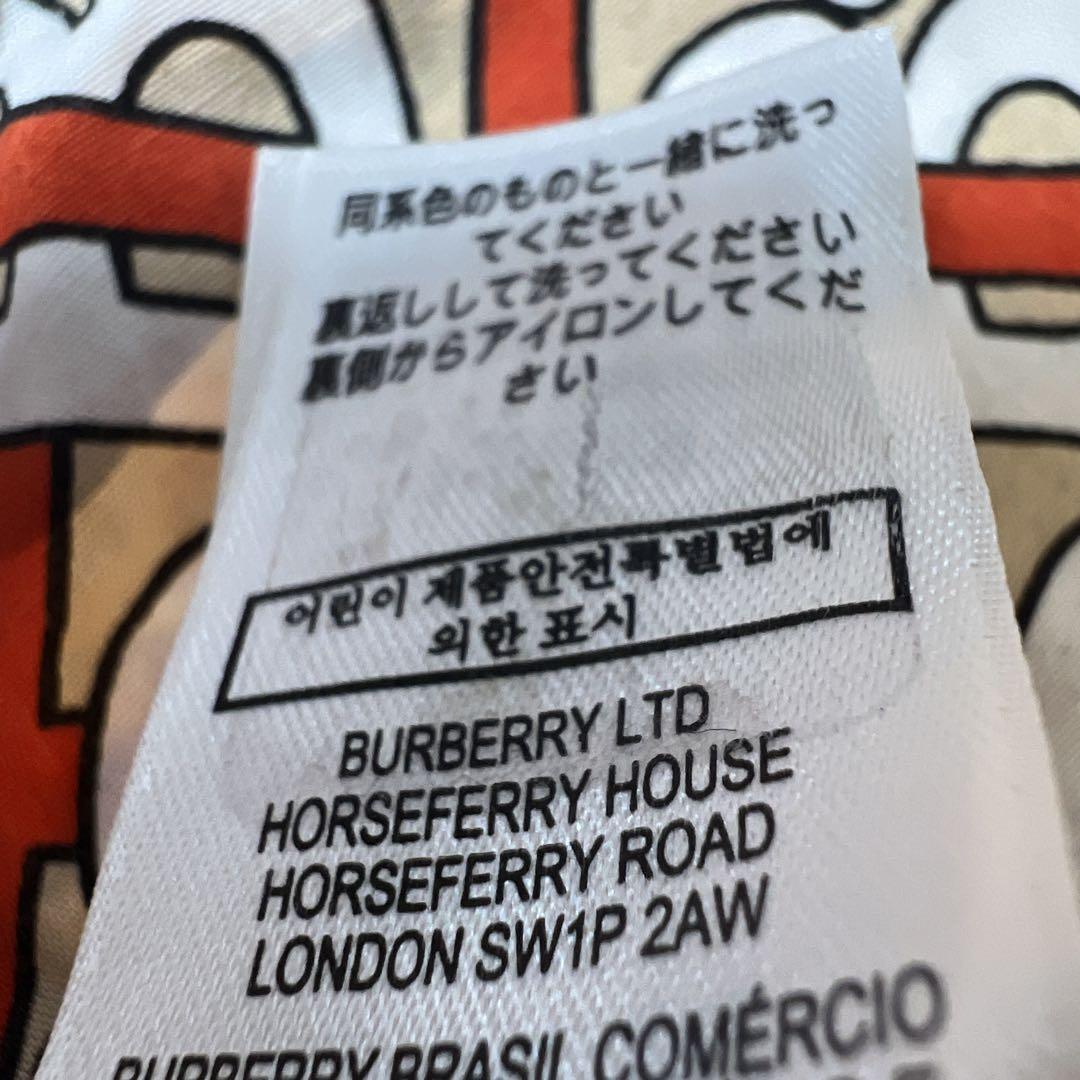 同系色のものと一緒に洗っ
てください
裏返しして洗ってください
裏側からアイロンしてくだ
さい
어린이 제품안전특별법에
의한 표시
BURBERRY LTD
HORSEFERRY HOUSE
HORSEFERRY ROAD
LONDON SW1P 2AW
BURBERRY BRASIL COMÉRCIO